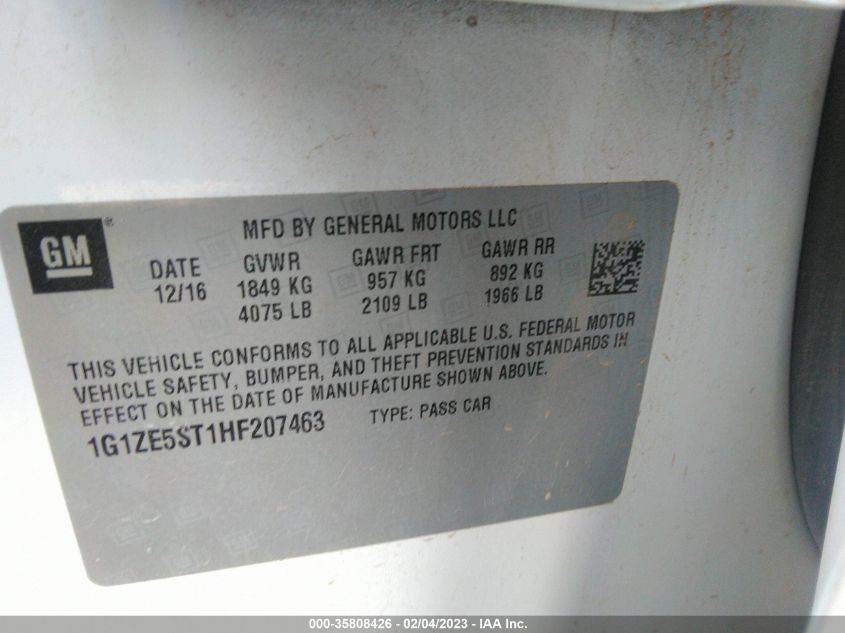 GM®
MFD BY GENERAL MOTORS LLC
DATE GVWR GAWR FRT GAWR RR
12/16 1849 KG 957 KG 892 KG
4075 LB 2109 LB 1966 LB
THIS VEHICLE CONFORMS TO ALL APPLICABLE U.S. FEDERAL MOTOR
VEHICLE SAFETY, BUMPER, AND THEFT PREVENTION STANDARDS IN
EFFECT ON THE DATE OF MANUFACTURE SHOWN ABOVE.
1G1ZE5ST1HF207463 TYPE: PASS CAR
000-35808426 - 02/04/2023 - IAA Inc.